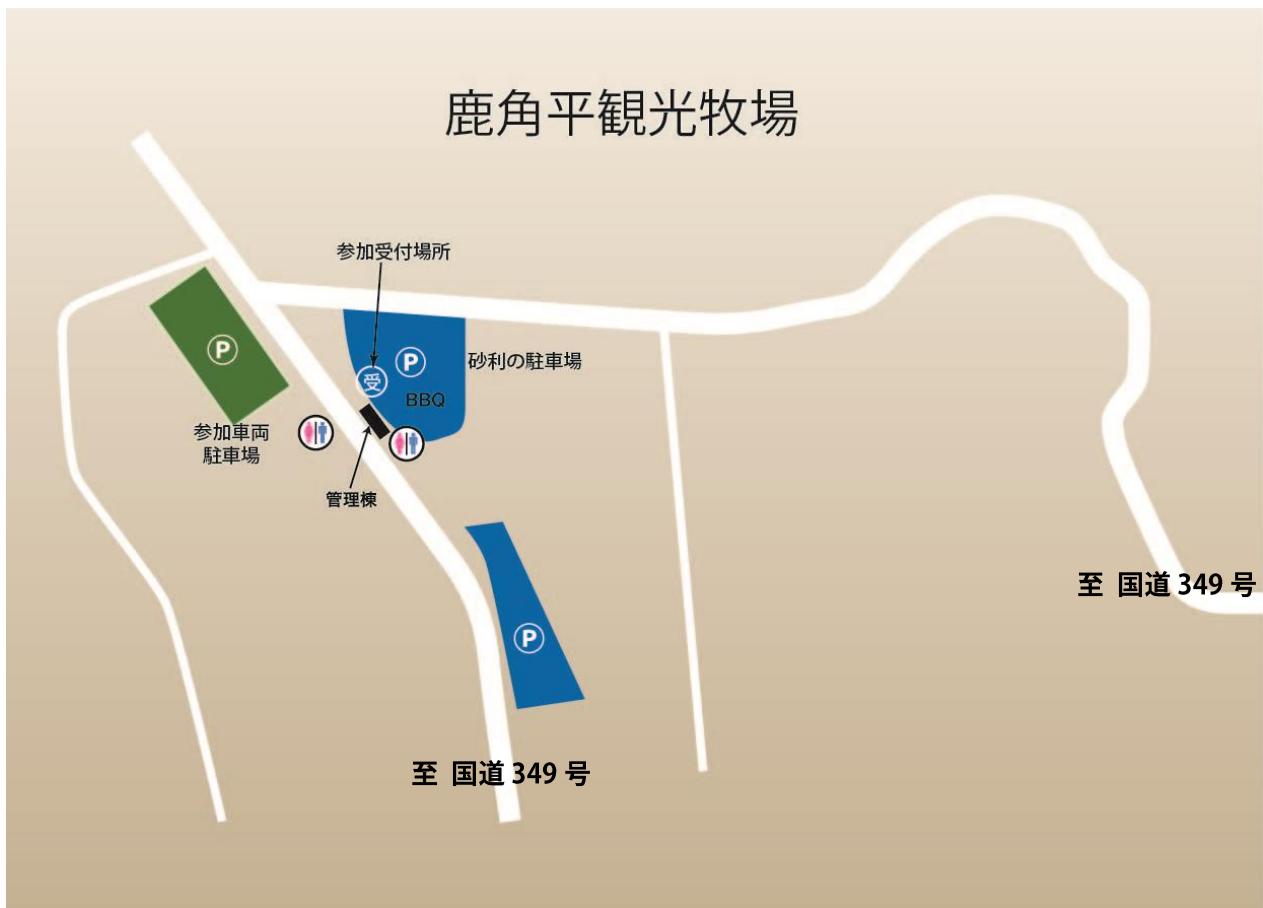 鹿角平観光牧場
参加受付場所
P
P
砂利の駐車場
受
BBQ
参加車両
駐車場
管理棟
至 国道 349 号
P
至 国道 349 号